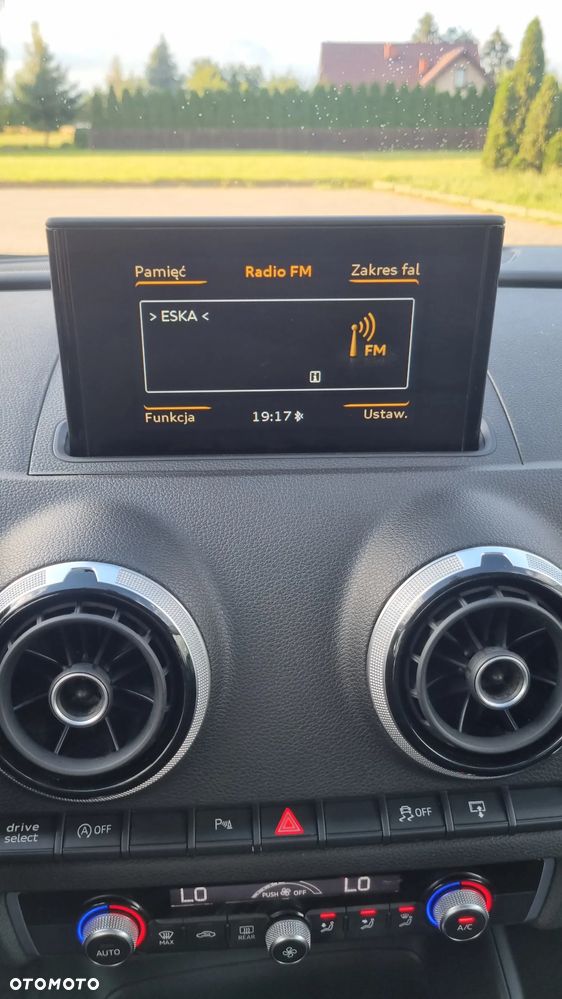 Pamięć Radio FM Zakres fal
> ESKA <
FM
i
Funkcja 19:17 Ustaw.
drive select
OFF
P
OFF
LO PUSH OFF LO
AUTO
MAX
REAR
A/C
OTOMOTO